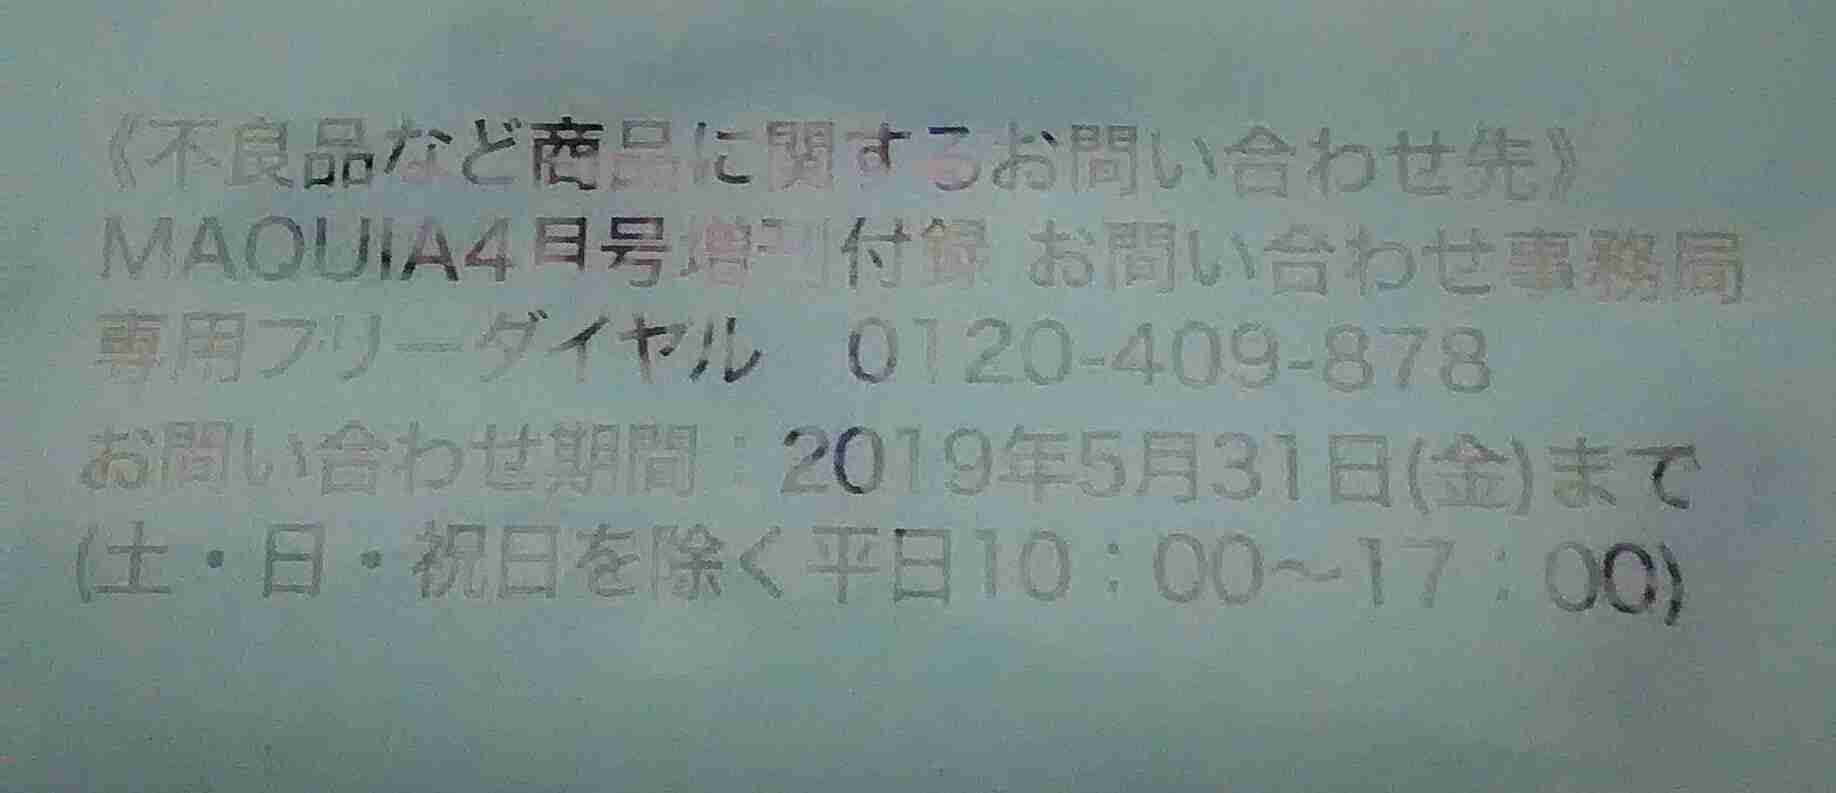 《不良品など商品に関するお問い合わせ先》
MAQUIA4月号増刊付録 お問い合わせ事務局
専用フリーダイヤル 0120-409-878
お問い合わせ期間：2019年5月31日(金)まで
(土・日・祝日を除く平日10：00～17：00)